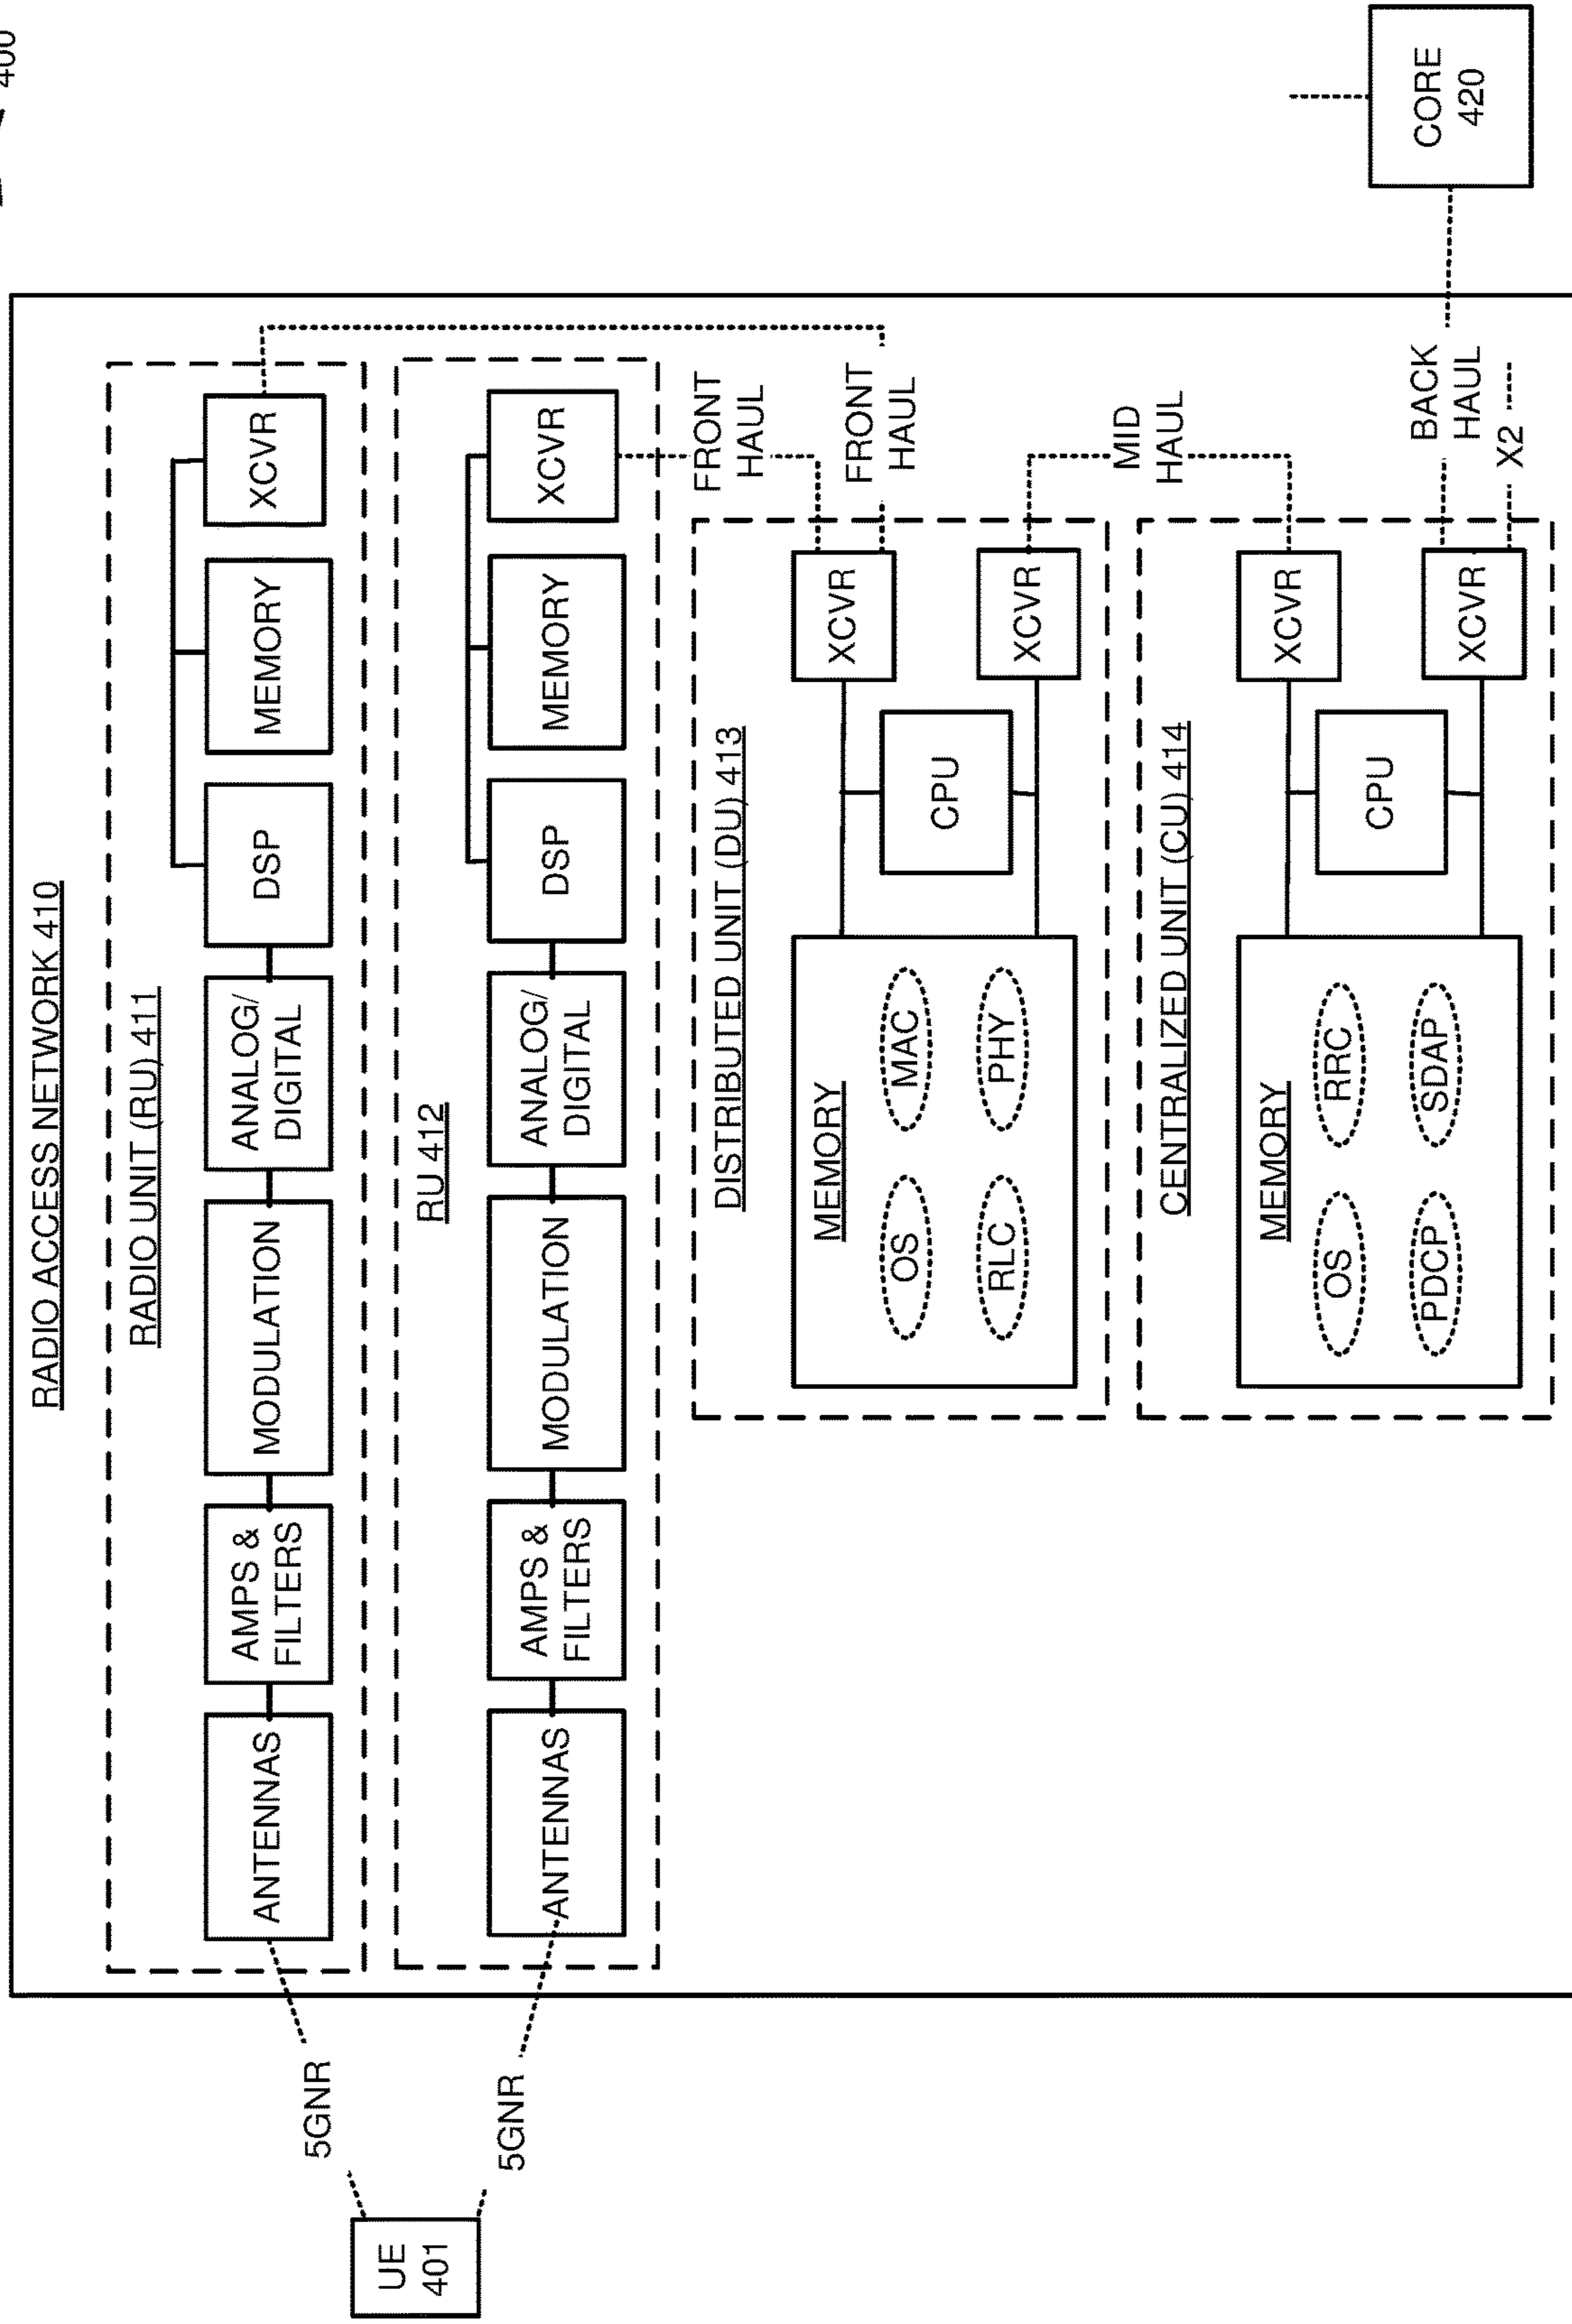 400
RADIO ACCESS NETWORK 410
RADIO UNIT (RU) 411
ANTENNAS
AMPS &
FILTERS
MODULATION
ANALOG/
DIGITAL
DSP
MEMORY
XCVR
RU 412
ANTENNAS
AMPS &
FILTERS
MODULATION
ANALOG/
DIGITAL
DSP
MEMORY
XCVR
5GNR
5GNR
UE
401
FRONT
HAUL
FRONT
HAUL
DISTRIBUTED UNIT (DU) 413
MEMORY
OS
MAC
RLC
PHY
CPU
XCVR
XCVR
MID
HAUL
CENTRALIZED UNIT (CU) 414
MEMORY
OS
RRC
PDCP
SDAP
CPU
XCVR
XCVR
BACK
HAUL
X2
CORE
420